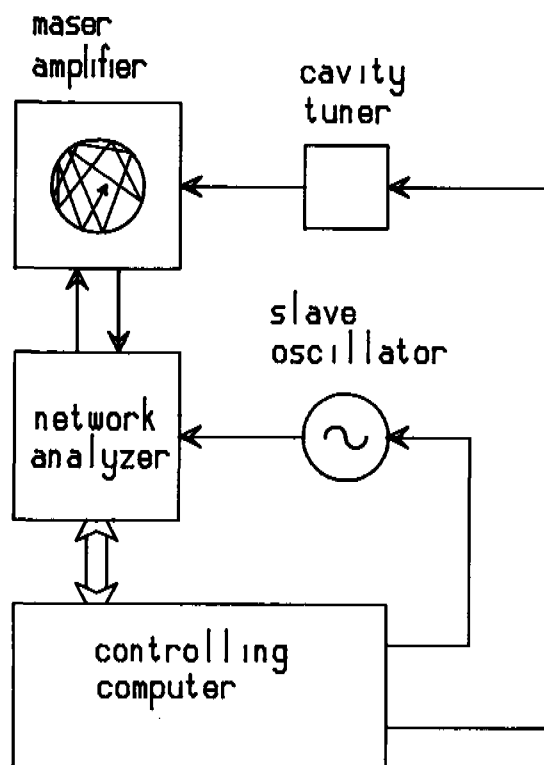 maser
amplifier
cavity
tuner
slave
oscillator
network
analyzer
controlling
computer